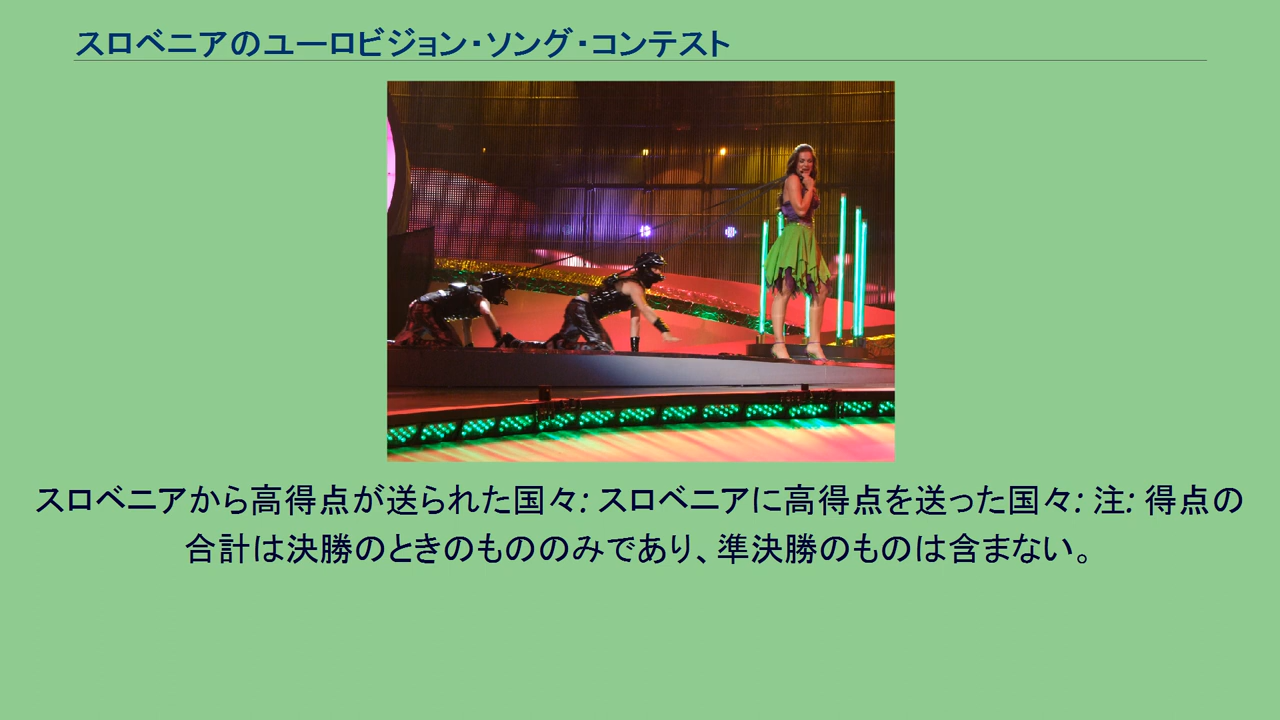 スロベニアのユーロビジョン・ソング・コンテスト
スロベニアから高得点が送られた国々: スロベニアに高得点を送った国々: 注: 得点の
合計は決勝のときのもののみであり、準決勝のものは含まない。